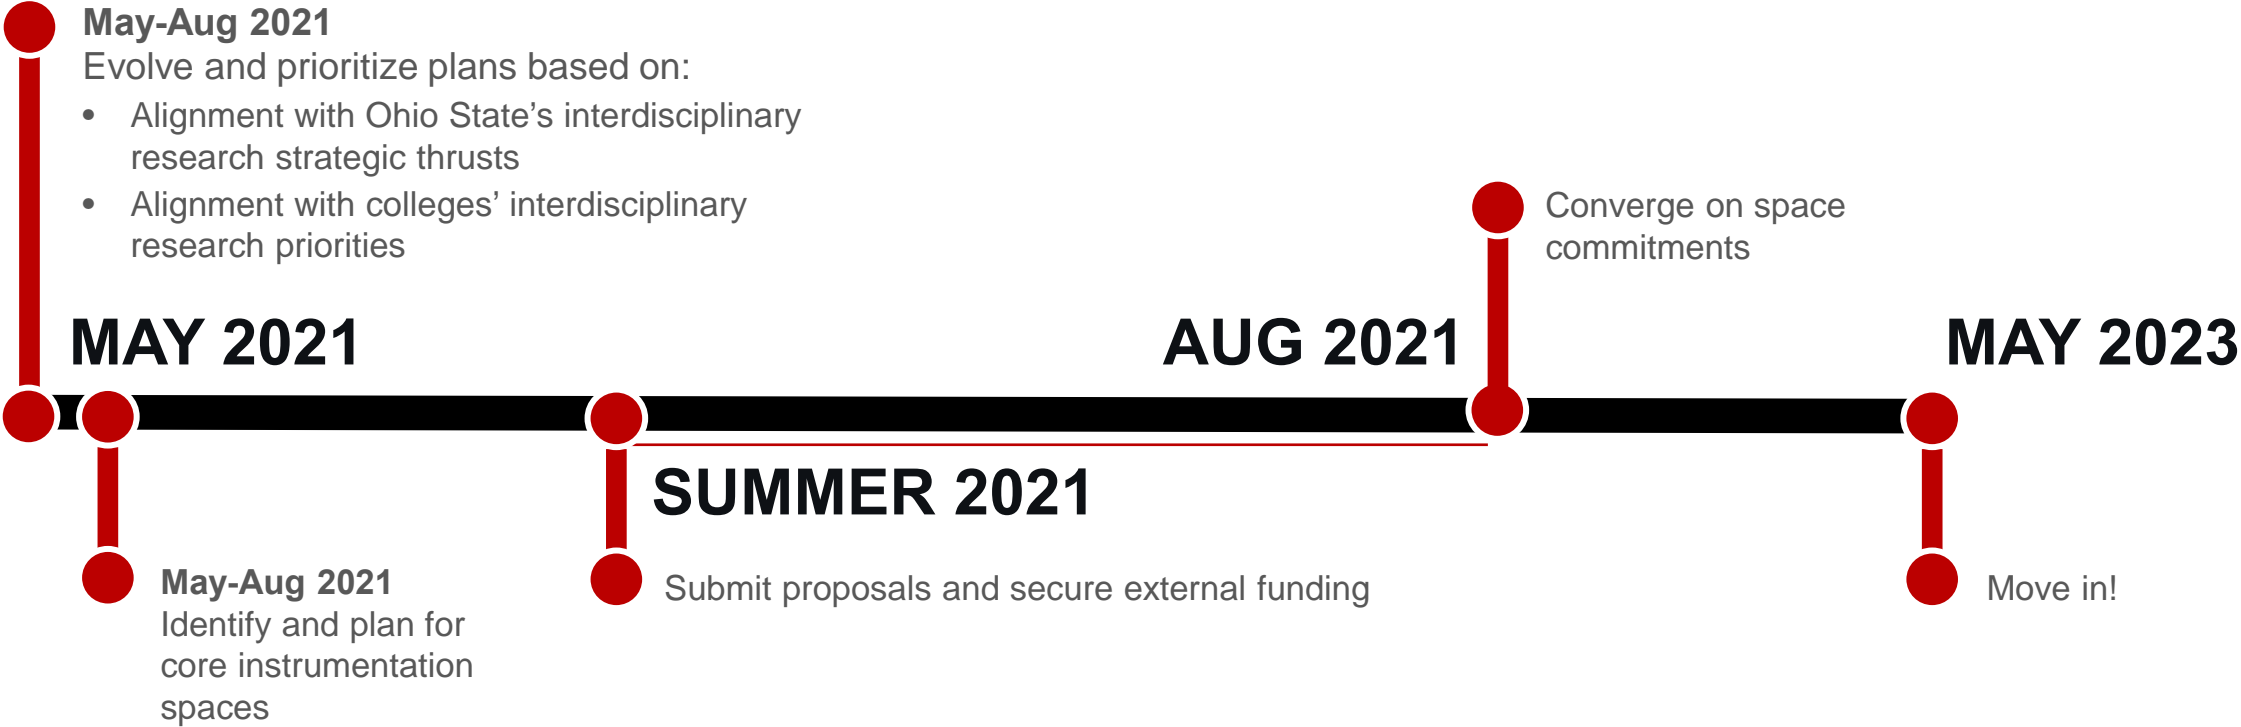 May-Aug 2021
Evolve and prioritize plans based on:
• Alignment with Ohio State’s interdisciplinary
research strategic thrusts
• Alignment with colleges’ interdisciplinary
research priorities
Converge on space
commitments
MAY 2021
AUG 2021
MAY 2023
SUMMER 2021
May-Aug 2021
Identify and plan for
core instrumentation
spaces
Submit proposals and secure external funding
Move in!